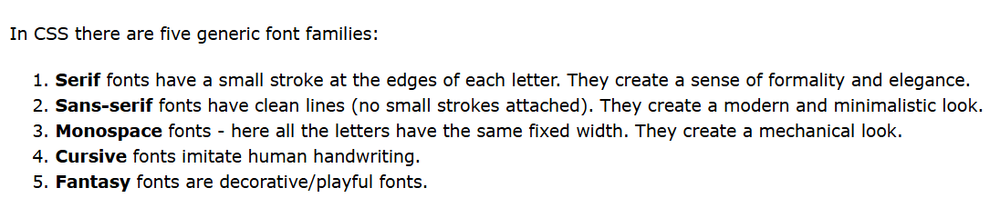 In CSS there are five generic font families:
1. Serif fonts have a small stroke at the edges of each letter. They create a sense of formality and elegance.
2. Sans-serif fonts have clean lines (no small strokes attached). They create a modern and minimalistic look.
3. Monospace fonts - here all the letters have the same fixed width. They create a mechanical look.
4. Cursive fonts imitate human handwriting.
5. Fantasy fonts are decorative/playful fonts.